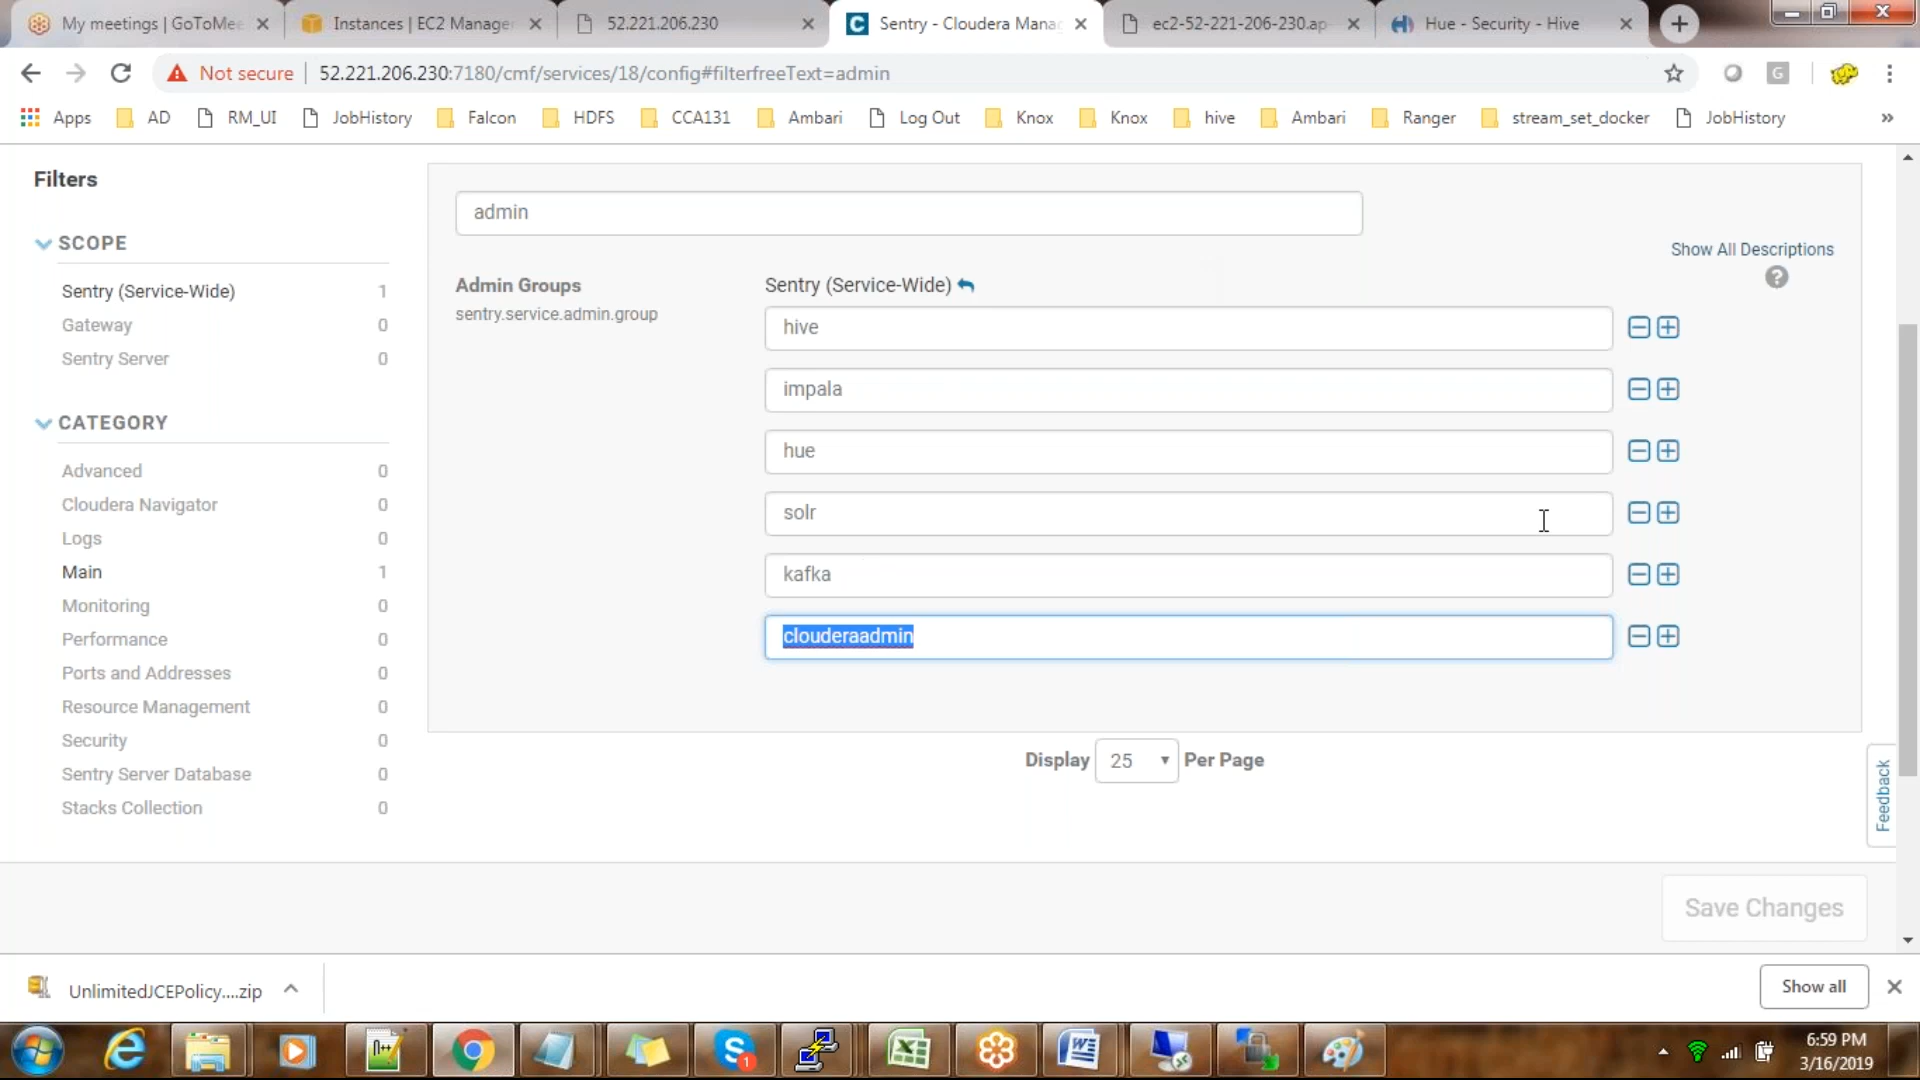 My meetings | GoToMee
Instances | EC2 Manager
52.221.206.230
Sentry - Cloudera Mana
ec2-52-221-206-230.ap-
Hue - Security - Hive
Not secure
52.221.206.230:7180/cmf/services/18/config#filterfreeText=admin
Apps
AD
RM_UI
JobHistory
Falcon
HDFS
CCA131
Ambari
Log Out
Knox
Knox
hive
Ambari
Ranger
stream_set_docker
JobHistory
»
Filters
SCOPE
Sentry (Service-Wide) 1
Gateway 0
Sentry Server 0
CATEGORY
Advanced 0
Cloudera Navigator 0
Logs 0
Main 1
Monitoring 0
Performance 0
Ports and Addresses 0
Resource Management 0
Security 0
Sentry Server Database 0
Stacks Collection 0
admin
Show All Descriptions
?
Admin Groups
sentry.service.admin.group
Sentry (Service-Wide)
hive
impala
hue
solr
kafka
clouderaadmin
Display 25 Per Page
Feedback
Save Changes
UnlimitedJCEPolicy....zip
Show all
6:59 PM
3/16/2019